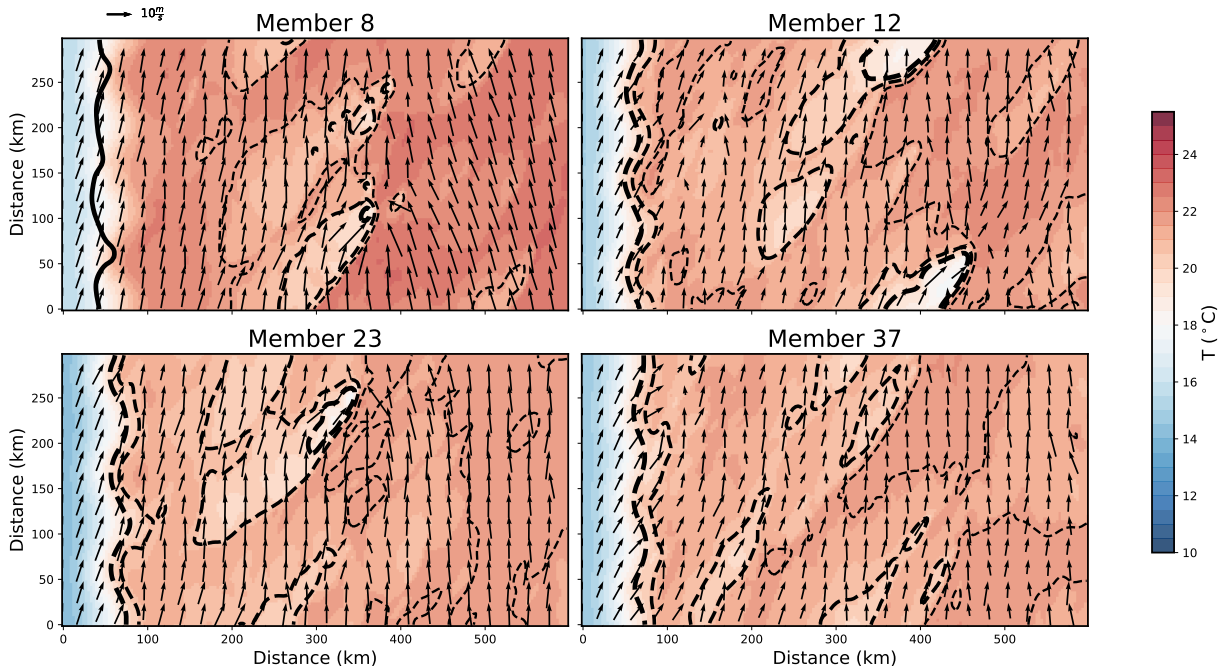 10 m/s
Member 8
Member 12
Distance (km)
250
200
150
100
50
0
Member 23
Member 37
Distance (km)
250
200
150
100
50
0
0 100 200 300 400 500
0 100 200 300 400 500
Distance (km)
Distance (km)
24
22
20
18
16
14
12
10
T (°C)